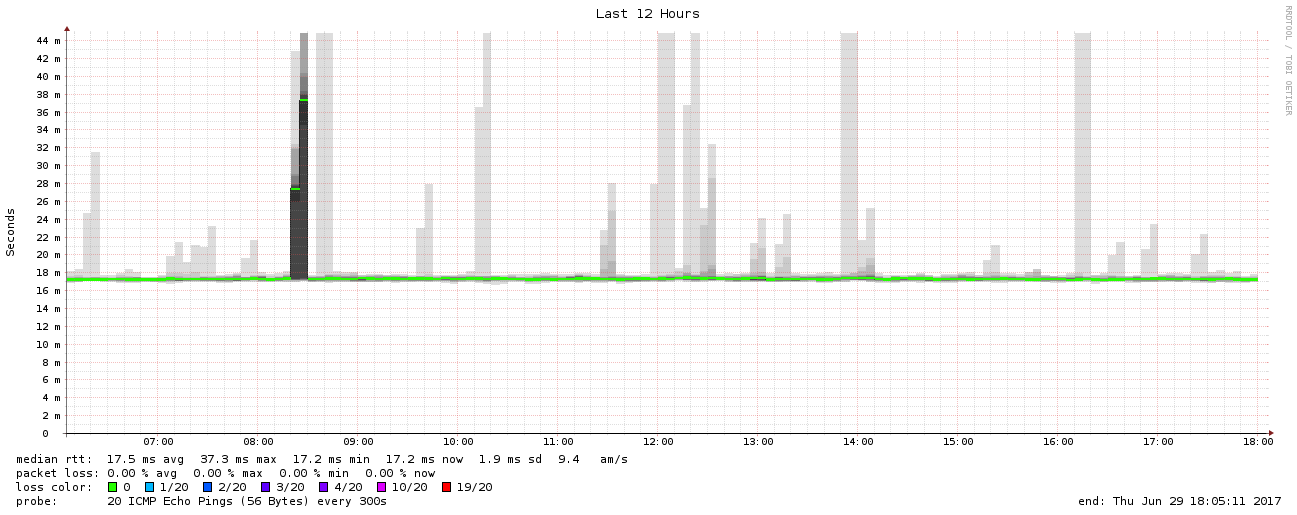 Last 12 Hours
RRDTOOL / TOBI OETIKER
Seconds
44 m
42 m
40 m
38 m
36 m
34 m
32 m
30 m
28 m
26 m
24 m
22 m
20 m
18 m
16 m
14 m
12 m
10 m
8 m
6 m
4 m
2 m
0
07:00 08:00 09:00 10:00 11:00 12:00 13:00 14:00 15:00 16:00 17:00 18:00
median rtt: 17.5 ms avg 37.3 ms max 17.2 ms min 17.2 ms now 1.9 ms sd 9.4 am/s
packet loss: 0.00 % avg 0.00 % max 0.00 % min 0.00 % now
loss color: 0 1/20 2/20 3/20 4/20 10/20 19/20
probe: 20 ICMP Echo Pings (56 Bytes) every 300s end: Thu Jun 29 18:05:11 2017